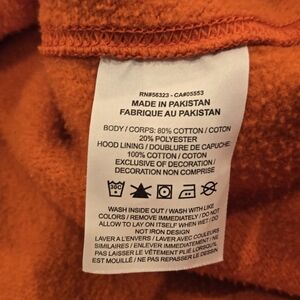 RN#56323 - CA#05553
MADE IN PAKISTAN
FABRIQUE AU PAKISTAN
BODY / CORPS: 80% COTTON / COTON
20% POLYESTER
HOOD LINING / DOUBLURE DE CAPUCHE:
100% COTTON / COTON
EXCLUSIVE OF DECORATION /
DECORATION NON COMPRISE
30C
WASH INSIDE OUT / WASH WITH LIKE
COLORS / REMOVE IMMEDIATELY / DO NOT
ALLOW TO LAY ON ITSELF WHEN WET / DO
NOT IRON DESIGN
LAVER A L'ENVERS / LAVER AVEC COULEURS
SIMILAIRES / ENLEVER IMMEDIATEMENT / NE
PAS LAISSER LE VÊTEMENT PLIE LORSQU'IL
EST MOUILLÉ / NE PAS REPASSER LE DESSIN